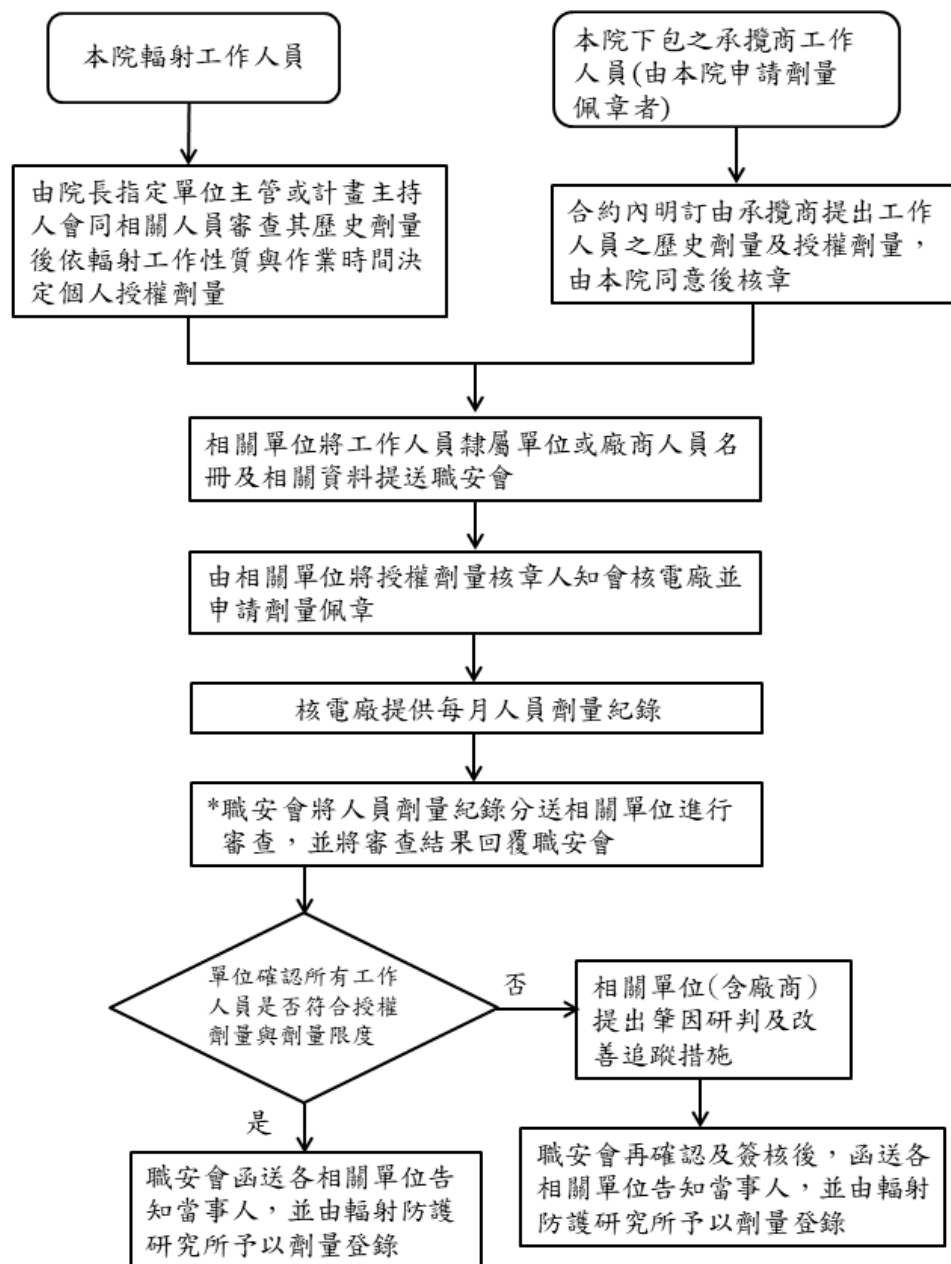 本院輻射工作人員
本院下包之承攬商工作
人員(由本院申請劑量
佩章者)
由院長指定單位主管或計畫主持
人會同相關人員審查其歷史劑量
後依輻射工作性質與作業時間決
定個人授權劑量
合約內明訂由承攬商提出工作
人員之歷史劑量及授權劑量，
由本院同意後核章
相關單位將工作人員隸屬單位或廠商人員名
冊及相關資料提送職安會
由相關單位將授權劑量核章人知會核電廠並
申請劑量佩章
核電廠提供每月人員劑量紀錄
*職安會將人員劑量紀錄分送相關單位進行
審查，並將審查結果回覆職安會
單位確認所有工作
人員是否符合授權
劑量與劑量限度
否
相關單位(含廠商)
提出肇因研判及改
善追蹤措施
是
職安會函送各相關單位告
知當事人，並由輻射防護
研究所予以劑量登錄
職安會再確認及簽核後，函送各
相關單位告知當事人，並由輻射
防護研究所予以劑量登錄